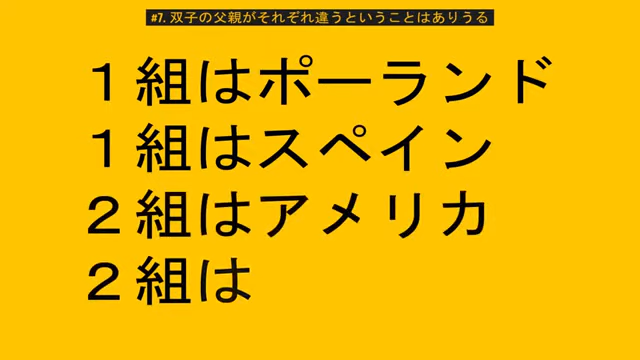 #7. 双子の父親がそれぞれ違うということはありうる
１組はポーランド
１組はスペイン
２組はアメリカ
２組は